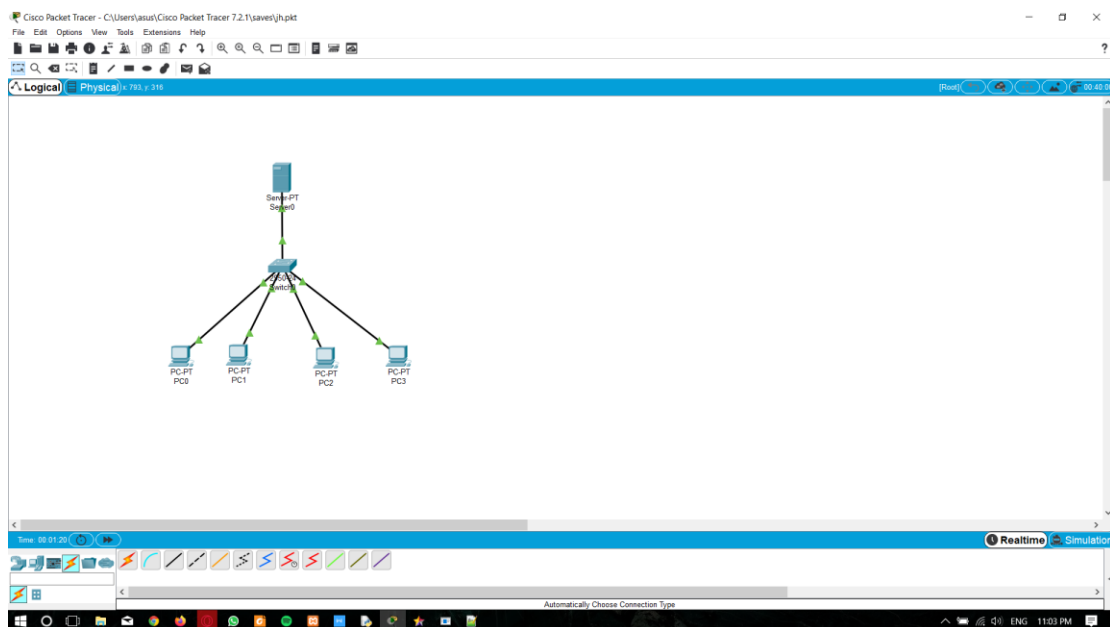 Cisco Packet Tracer - C:\Users\asus\Cisco Packet Tracer 7.2.1\saves\jh.pkt
File Edit Options View Tools Extensions Help
?
Logical Physical x: 793, y: 316 [Root] 00:40:0
Server-PT
Server0
Switch0
PC-PT
PC0
PC-PT
PC1
PC-PT
PC2
PC-PT
PC3
Time: 00:01:20 Realtime Simulation
Automatically Choose Connection Type
ENG 11:03 PM